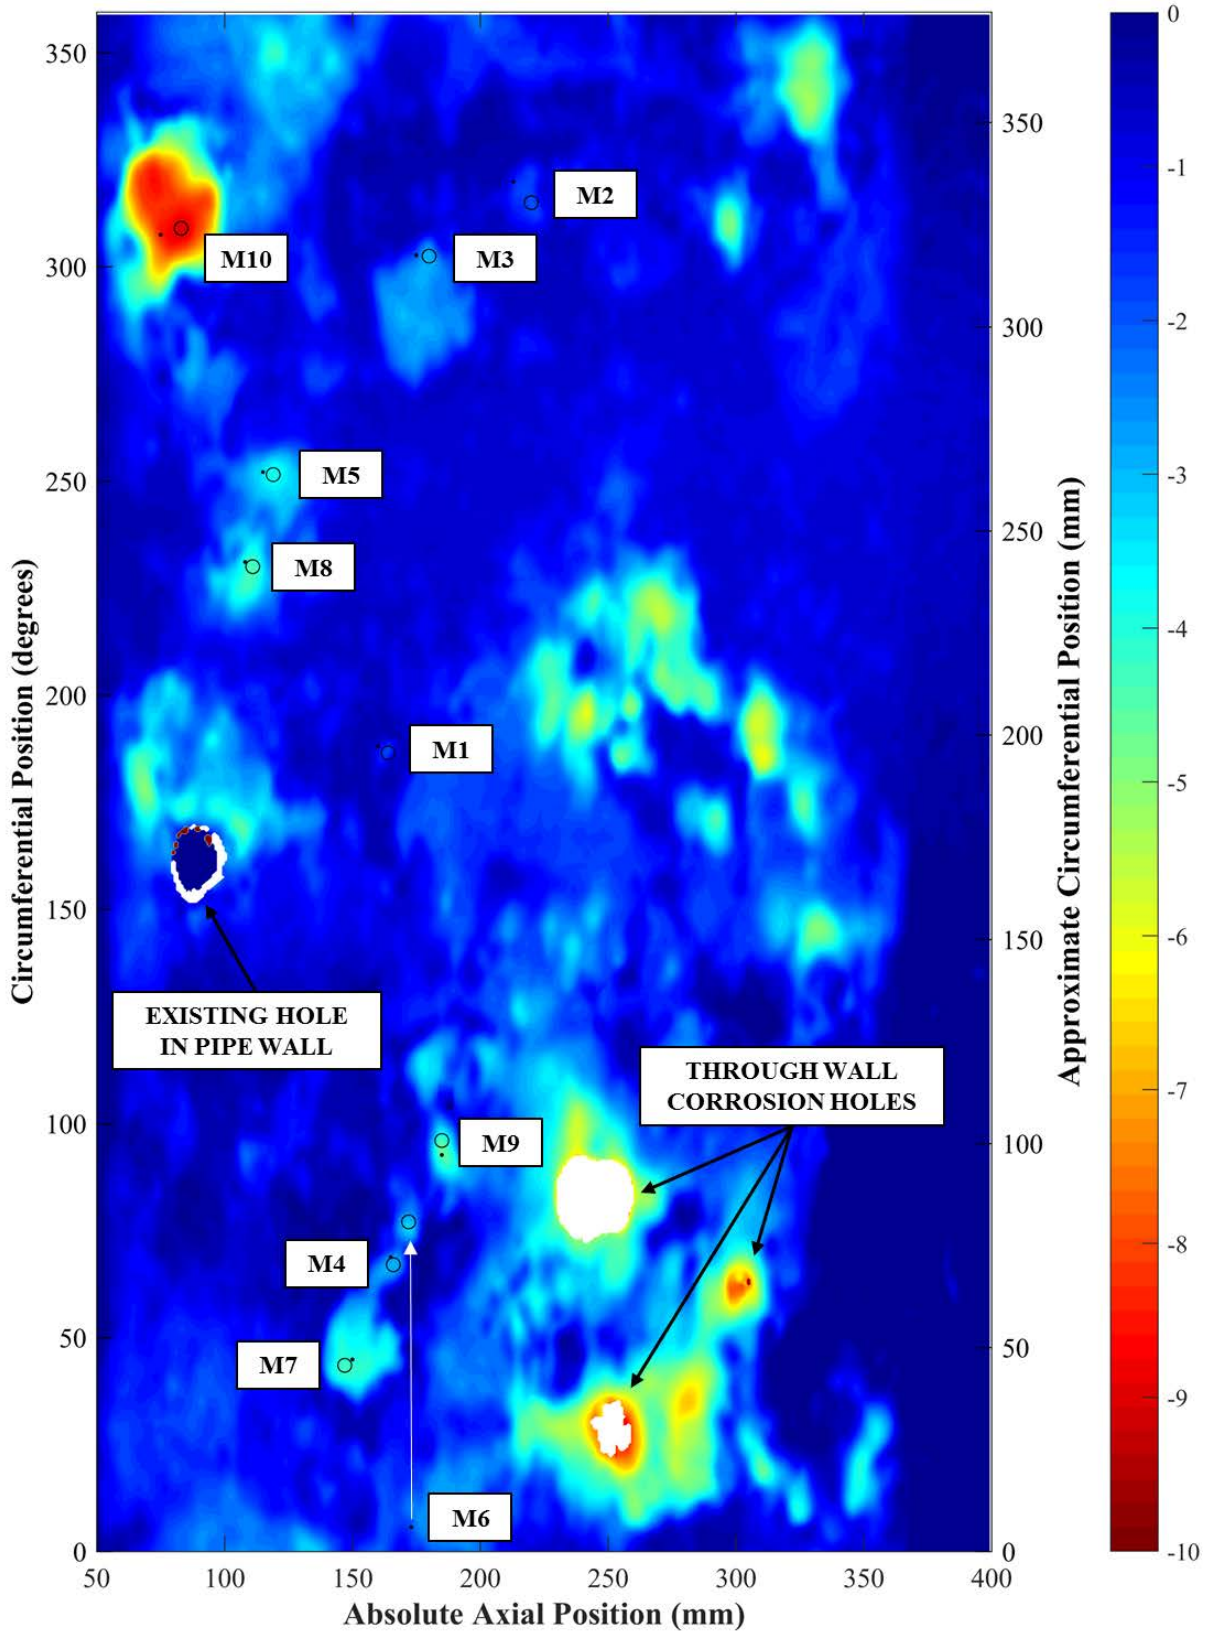 0
350
350
-1
M2
M10
M3
300
300
-2
M5
250
250
-3
M8
Circumferential Position (degrees)
Approximate Circumferential Position (mm)
-4
200
M1
200
-5
150
150
-6
EXISTING HOLE
IN PIPE WALL
THROUGH WALL
CORROSION HOLES
100
M9
100
-7
M4
-8
50
M7
50
-9
M6
0
0
-10
50
100
150
200
250
300
350
400
Absolute Axial Position (mm)